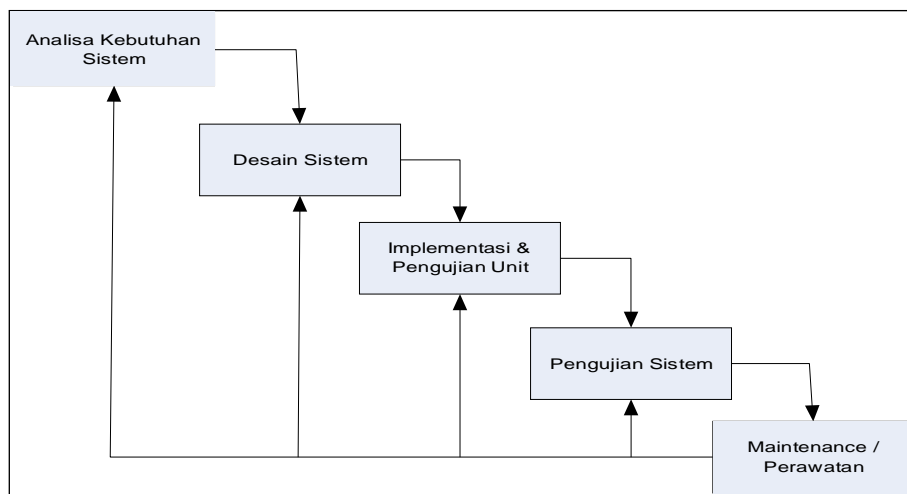 Analisa Kebutuhan
Sistem
Desain Sistem
Implementasi &
Pengujian Unit
Pengujian Sistem
Maintenance /
Perawatan